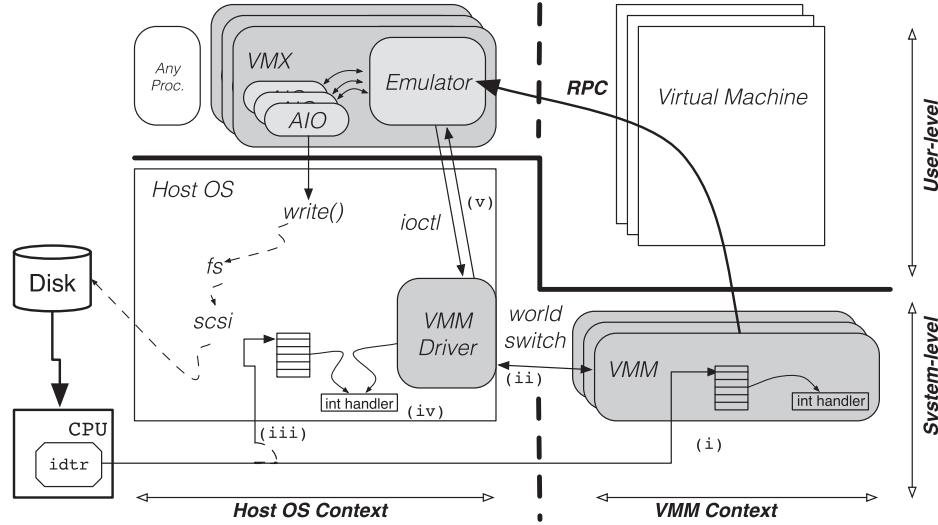 Any
Proc.
VMX
AIO
Emulator
RPC
Virtual Machine
User-level
Host OS
write()
ioctl
(v)
fs
Disk
scsi
VMM
Driver
world
switch
(ii)
VMM
int handler
(iv)
int handler
(iii)
(i)
CPU
idtr
System-level
Host OS Context
VMM Context